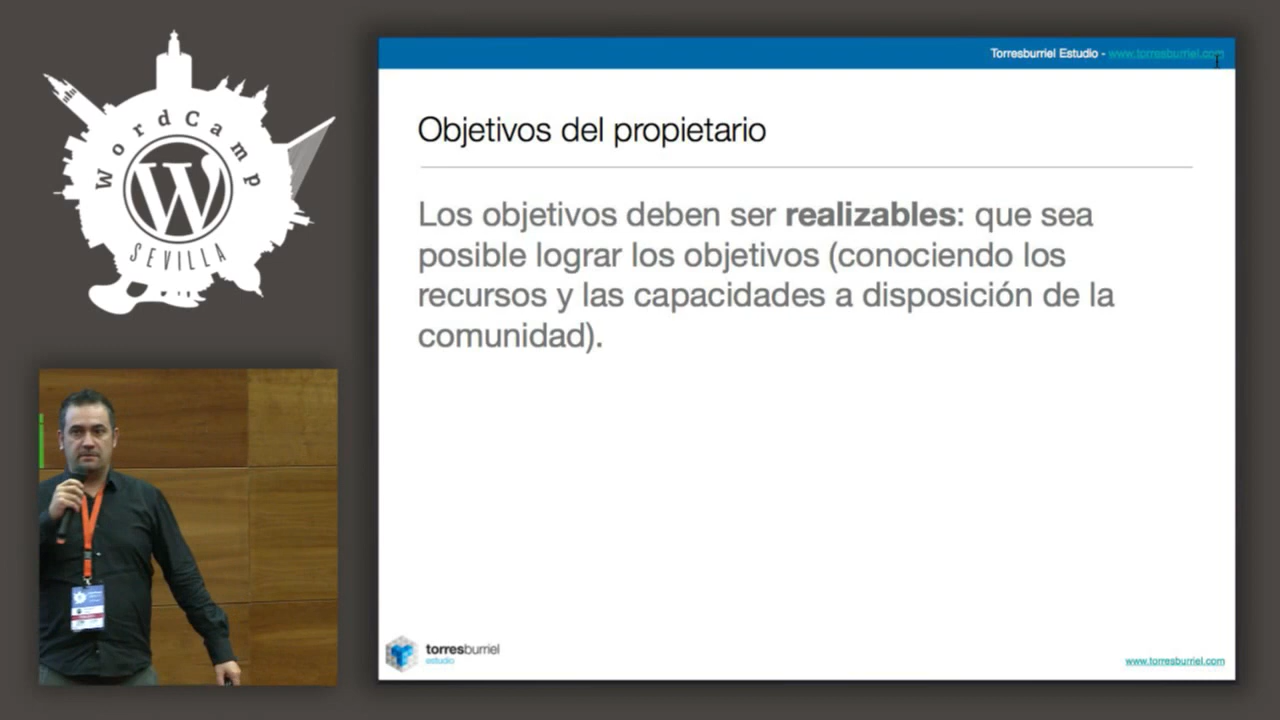 WordCamp
SEVILLA
Torresburriel Estudio - www.torresburriel.com
Objetivos del propietario
Los objetivos deben ser realizables: que sea
posible lograr los objetivos (conociendo los
recursos y las capacidades a disposición de la
comunidad).
torresburriel
estudio
www.torresburriel.com